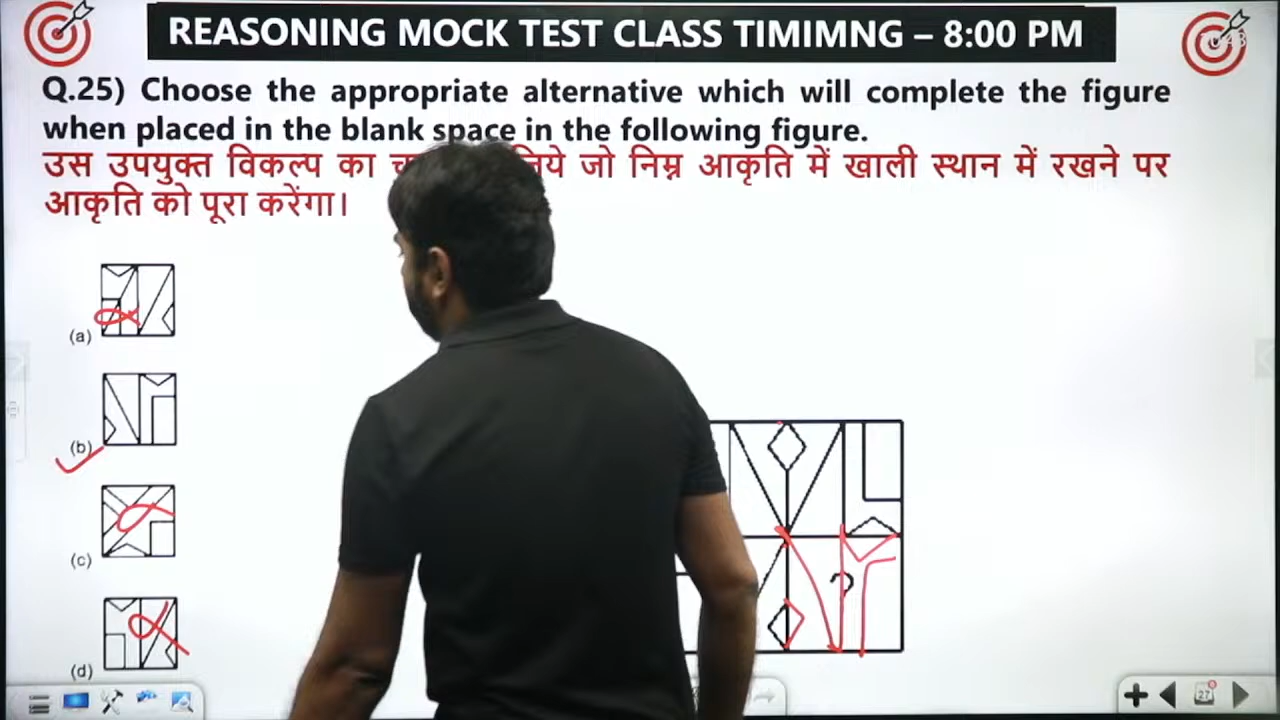 REASONING MOCK TEST CLASS TIMIMNG – 8:00 PM
Q.25) Choose the appropriate alternative which will complete the figure
when placed in the blank space in the following figure.
उस उपयुक्त विकल्प का जो निम्न आकृति में खाली स्थान में रखने पर
आकृति को पूरा करेंगा।
(a)
(b)
(c)
(d)
?
27